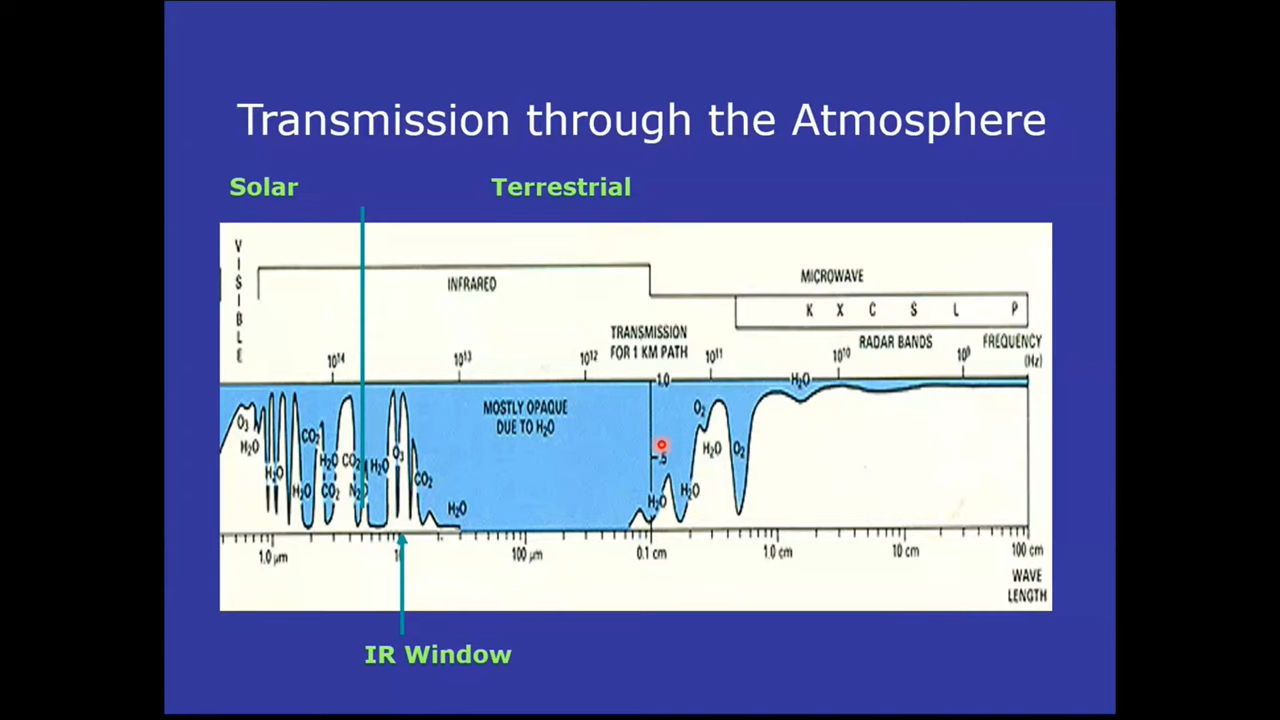 Transmission through the Atmosphere
Solar
Terrestrial
VISIBLE
INFRARED
MICROWAVE
K X C S L P
TRANSMISSION
FOR 1 KM PATH
RADAR BANDS
FREQUENCY
(Hz)
10¹⁴
10¹³
10¹²
10¹¹
10¹⁰
10⁹
1.0
H₂O
MOSTLY OPAQUE
DUE TO H₂O
O₃
H₂O
H₂O
CO₂
H₂O
H₂O
CO₂
CO₂
H₂O
O₃
CO₂
H₂O
.5
O₂
H₂O
O₂
H₂O
H₂O
1.0 μm
100 μm
0.1 cm
1.0 cm
10 cm
100 cm
WAVE
LENGTH
IR Window